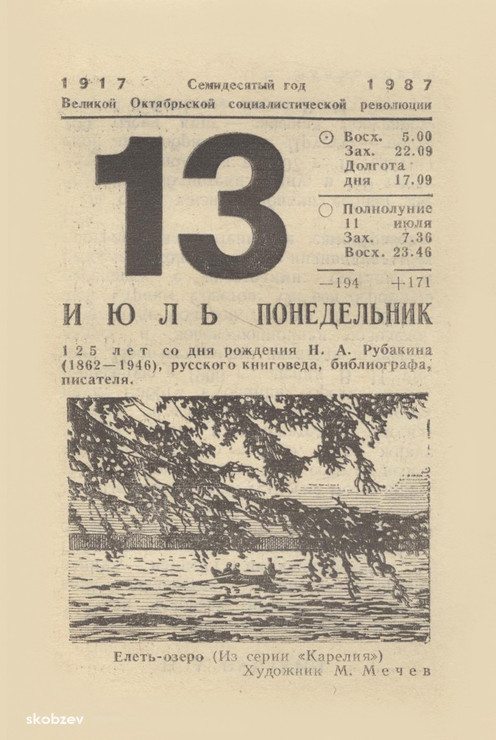 1917 Семидесятый год 1987
Великой Октябрьской социалистической революции
13
Восх. 5.00
Зах. 22.09
Долгота
дня 17.09
Полнолуние
11 июля
Зах. 7.36
Восх. 23.46
—194 +171
ИЮЛЬ ПОНЕДЕЛЬНИК
125 лет со дня рождения Н. А. Рубакина
(1862—1946), русского книговеда, библиографа,
писателя.
Елеть-озеро (Из серии «Карелия»)
Художник М. Мечев
skobzev